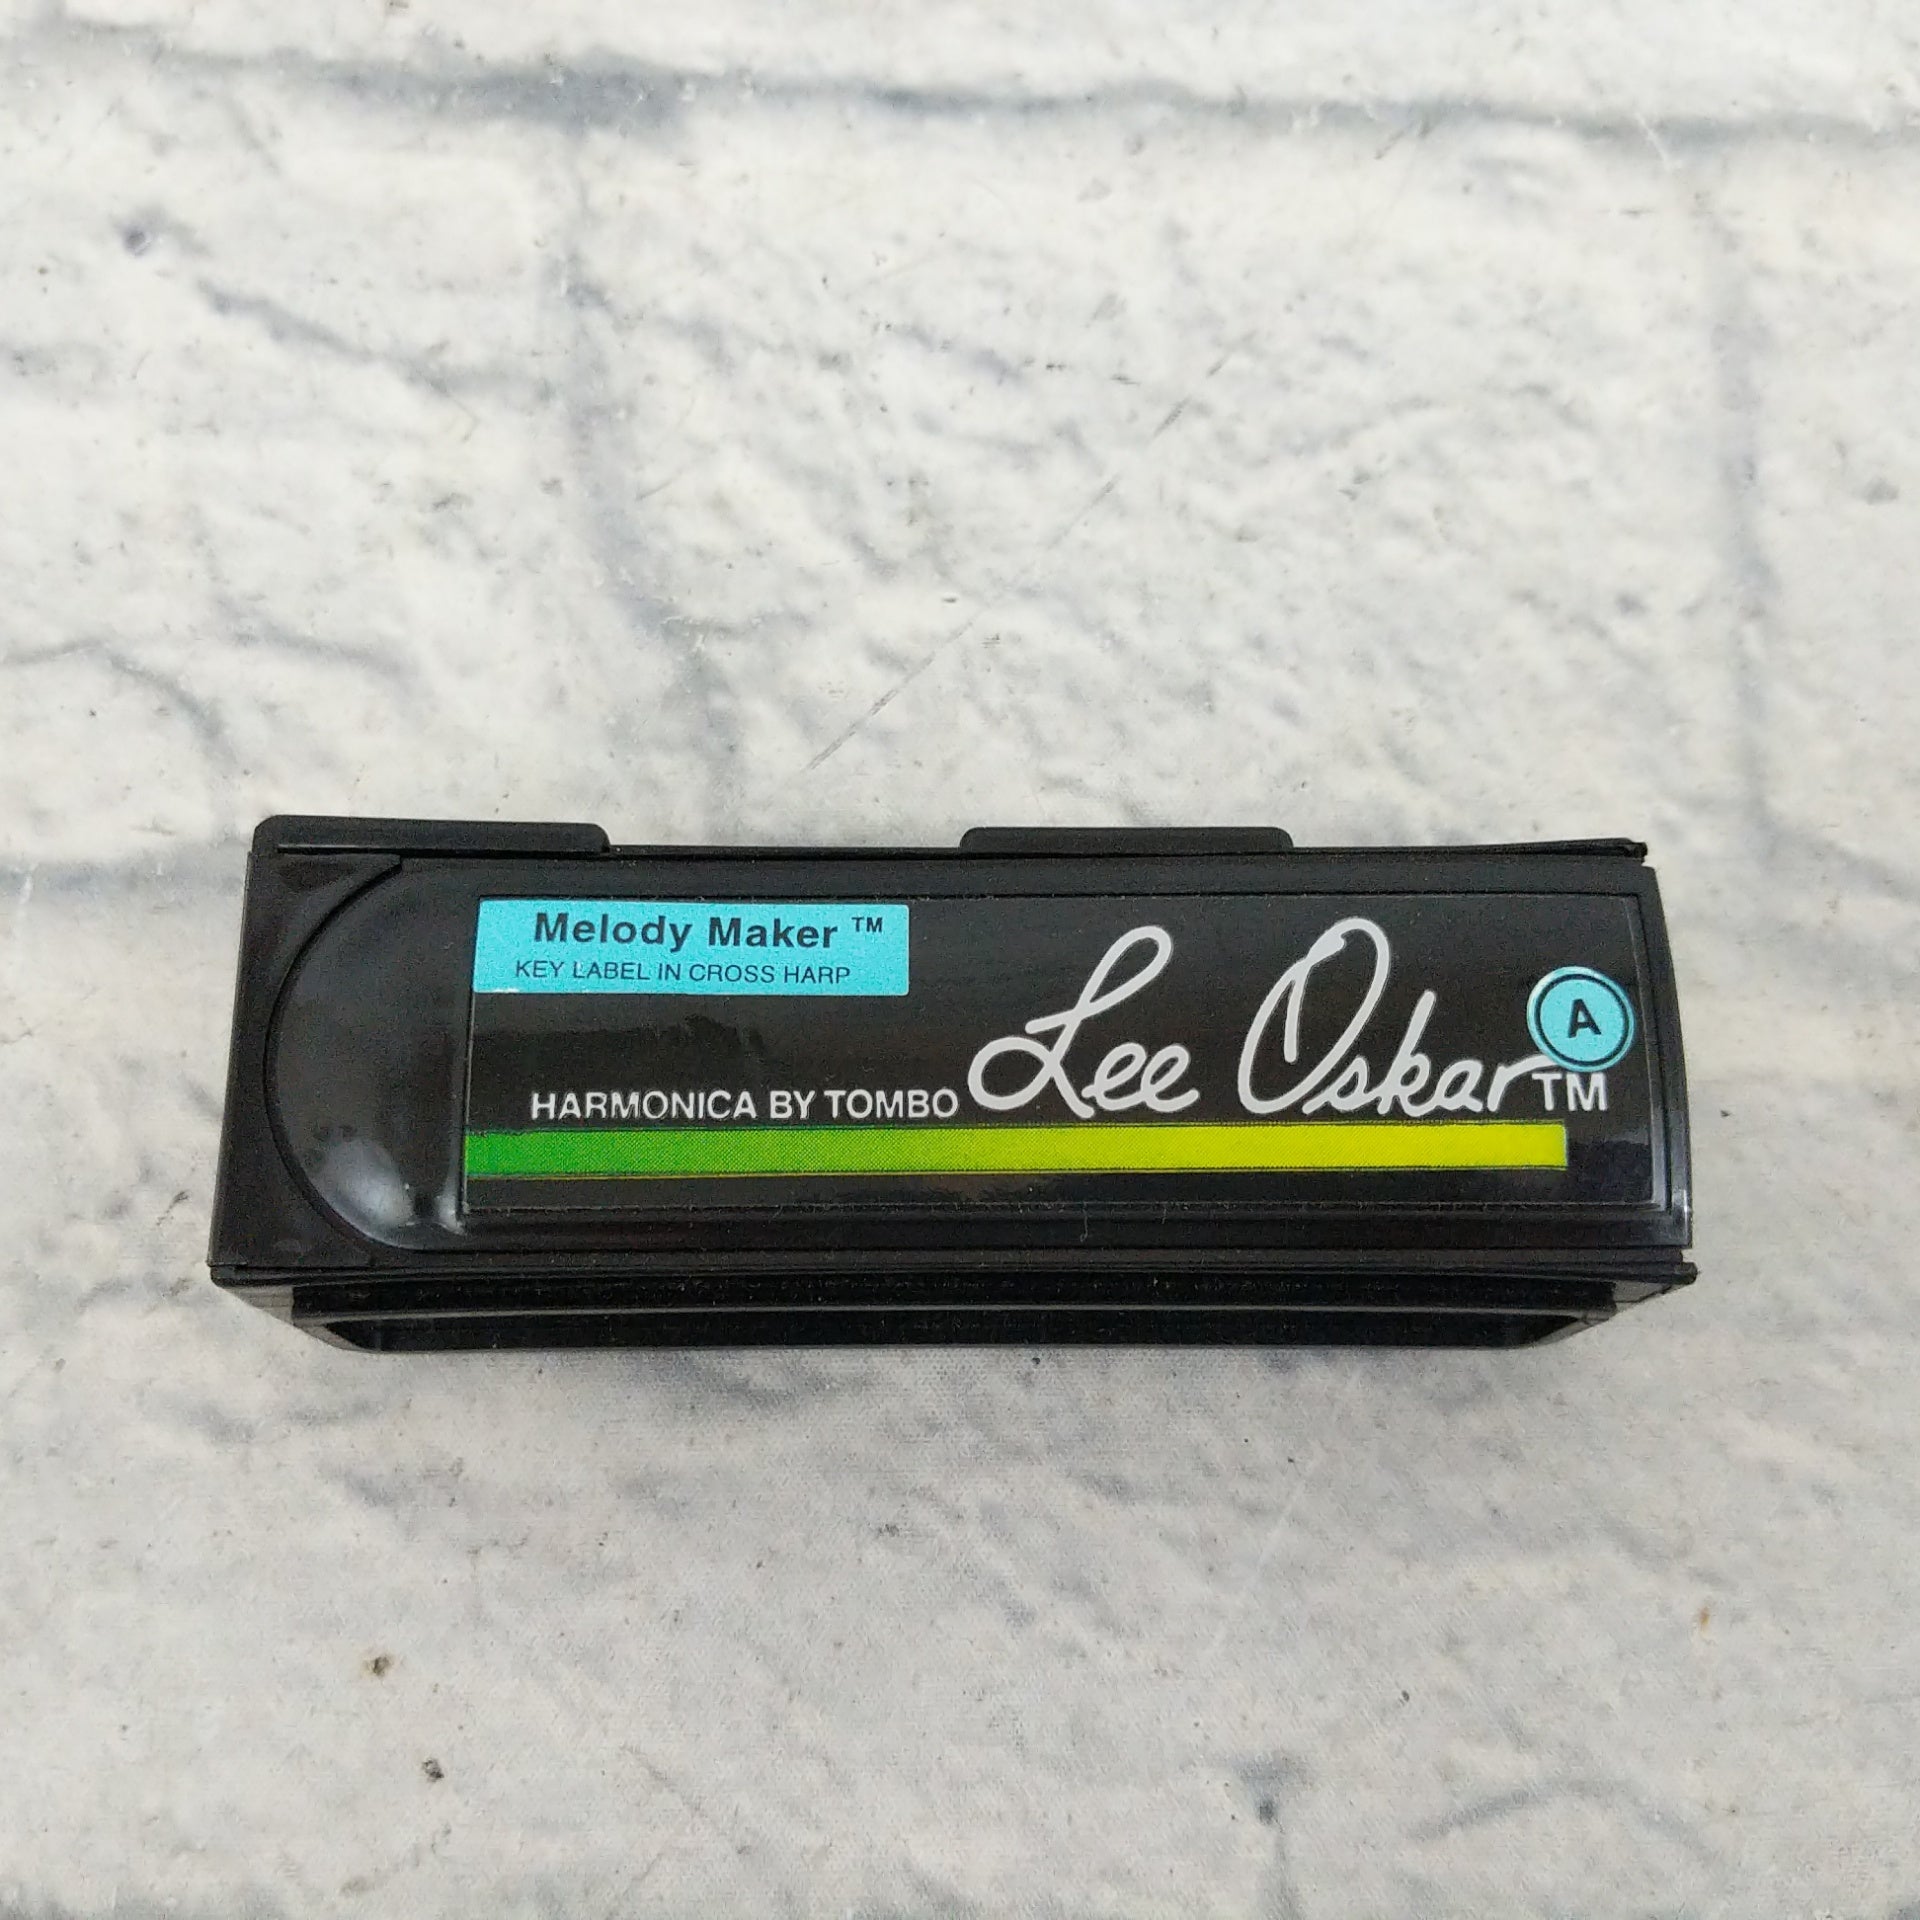 Melody Maker ™
KEY LABEL IN CROSS HARP
HARMONICA BY TOMBO Lee Oskar TM
A